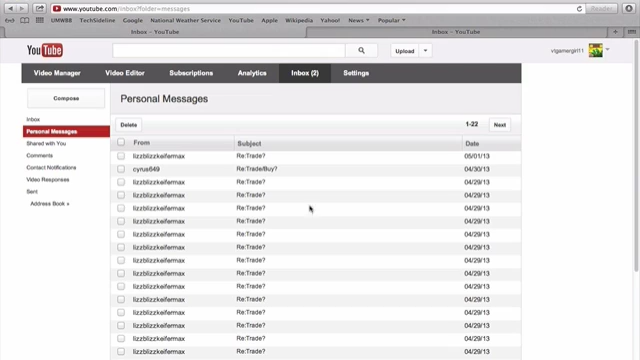 www.youtube.com/inbox?folder=messages
Reader
UMWBB TechSideline Google National Weather Service YouTube Apple Wikipedia Yahoo! News Popular
Inbox – YouTube
Inbox – YouTube
YouTube
Upload
Video Manager Video Editor Subscriptions Analytics Inbox (2) Settings
Compose
Personal Messages
Inbox
Personal Messages
Shared with You
Comments
Contact Notifications
Video Responses
Sent
Address Book »
Delete 1-22 Next
From Subject Date
lizzblizzkeifermax Re:Trade? 05/01/13
cyrus649 Re:Trade/Buy? 04/30/13
lizzblizzkeifermax Re:Trade? 04/29/13
lizzblizzkeifermax Re:Trade? 04/29/13
lizzblizzkeifermax Re:Trade? 04/29/13
lizzblizzkeifermax Re:Trade? 04/29/13
lizzblizzkeifermax Re:Trade? 04/29/13
lizzblizzkeifermax Re:Trade? 04/29/13
lizzblizzkeifermax Re:Trade? 04/29/13
lizzblizzkeifermax Re:Trade? 04/29/13
lizzblizzkeifermax Re:Trade? 04/29/13
lizzblizzkeifermax Re:Trade? 04/29/13
lizzblizzkeifermax Re:Trade? 04/29/13
lizzblizzkeifermax Re:Trade? 04/29/13
lizzblizzkeifermax Re:Trade? 04/29/13
lizzblizzkeifermax Re:Trade? 04/29/13